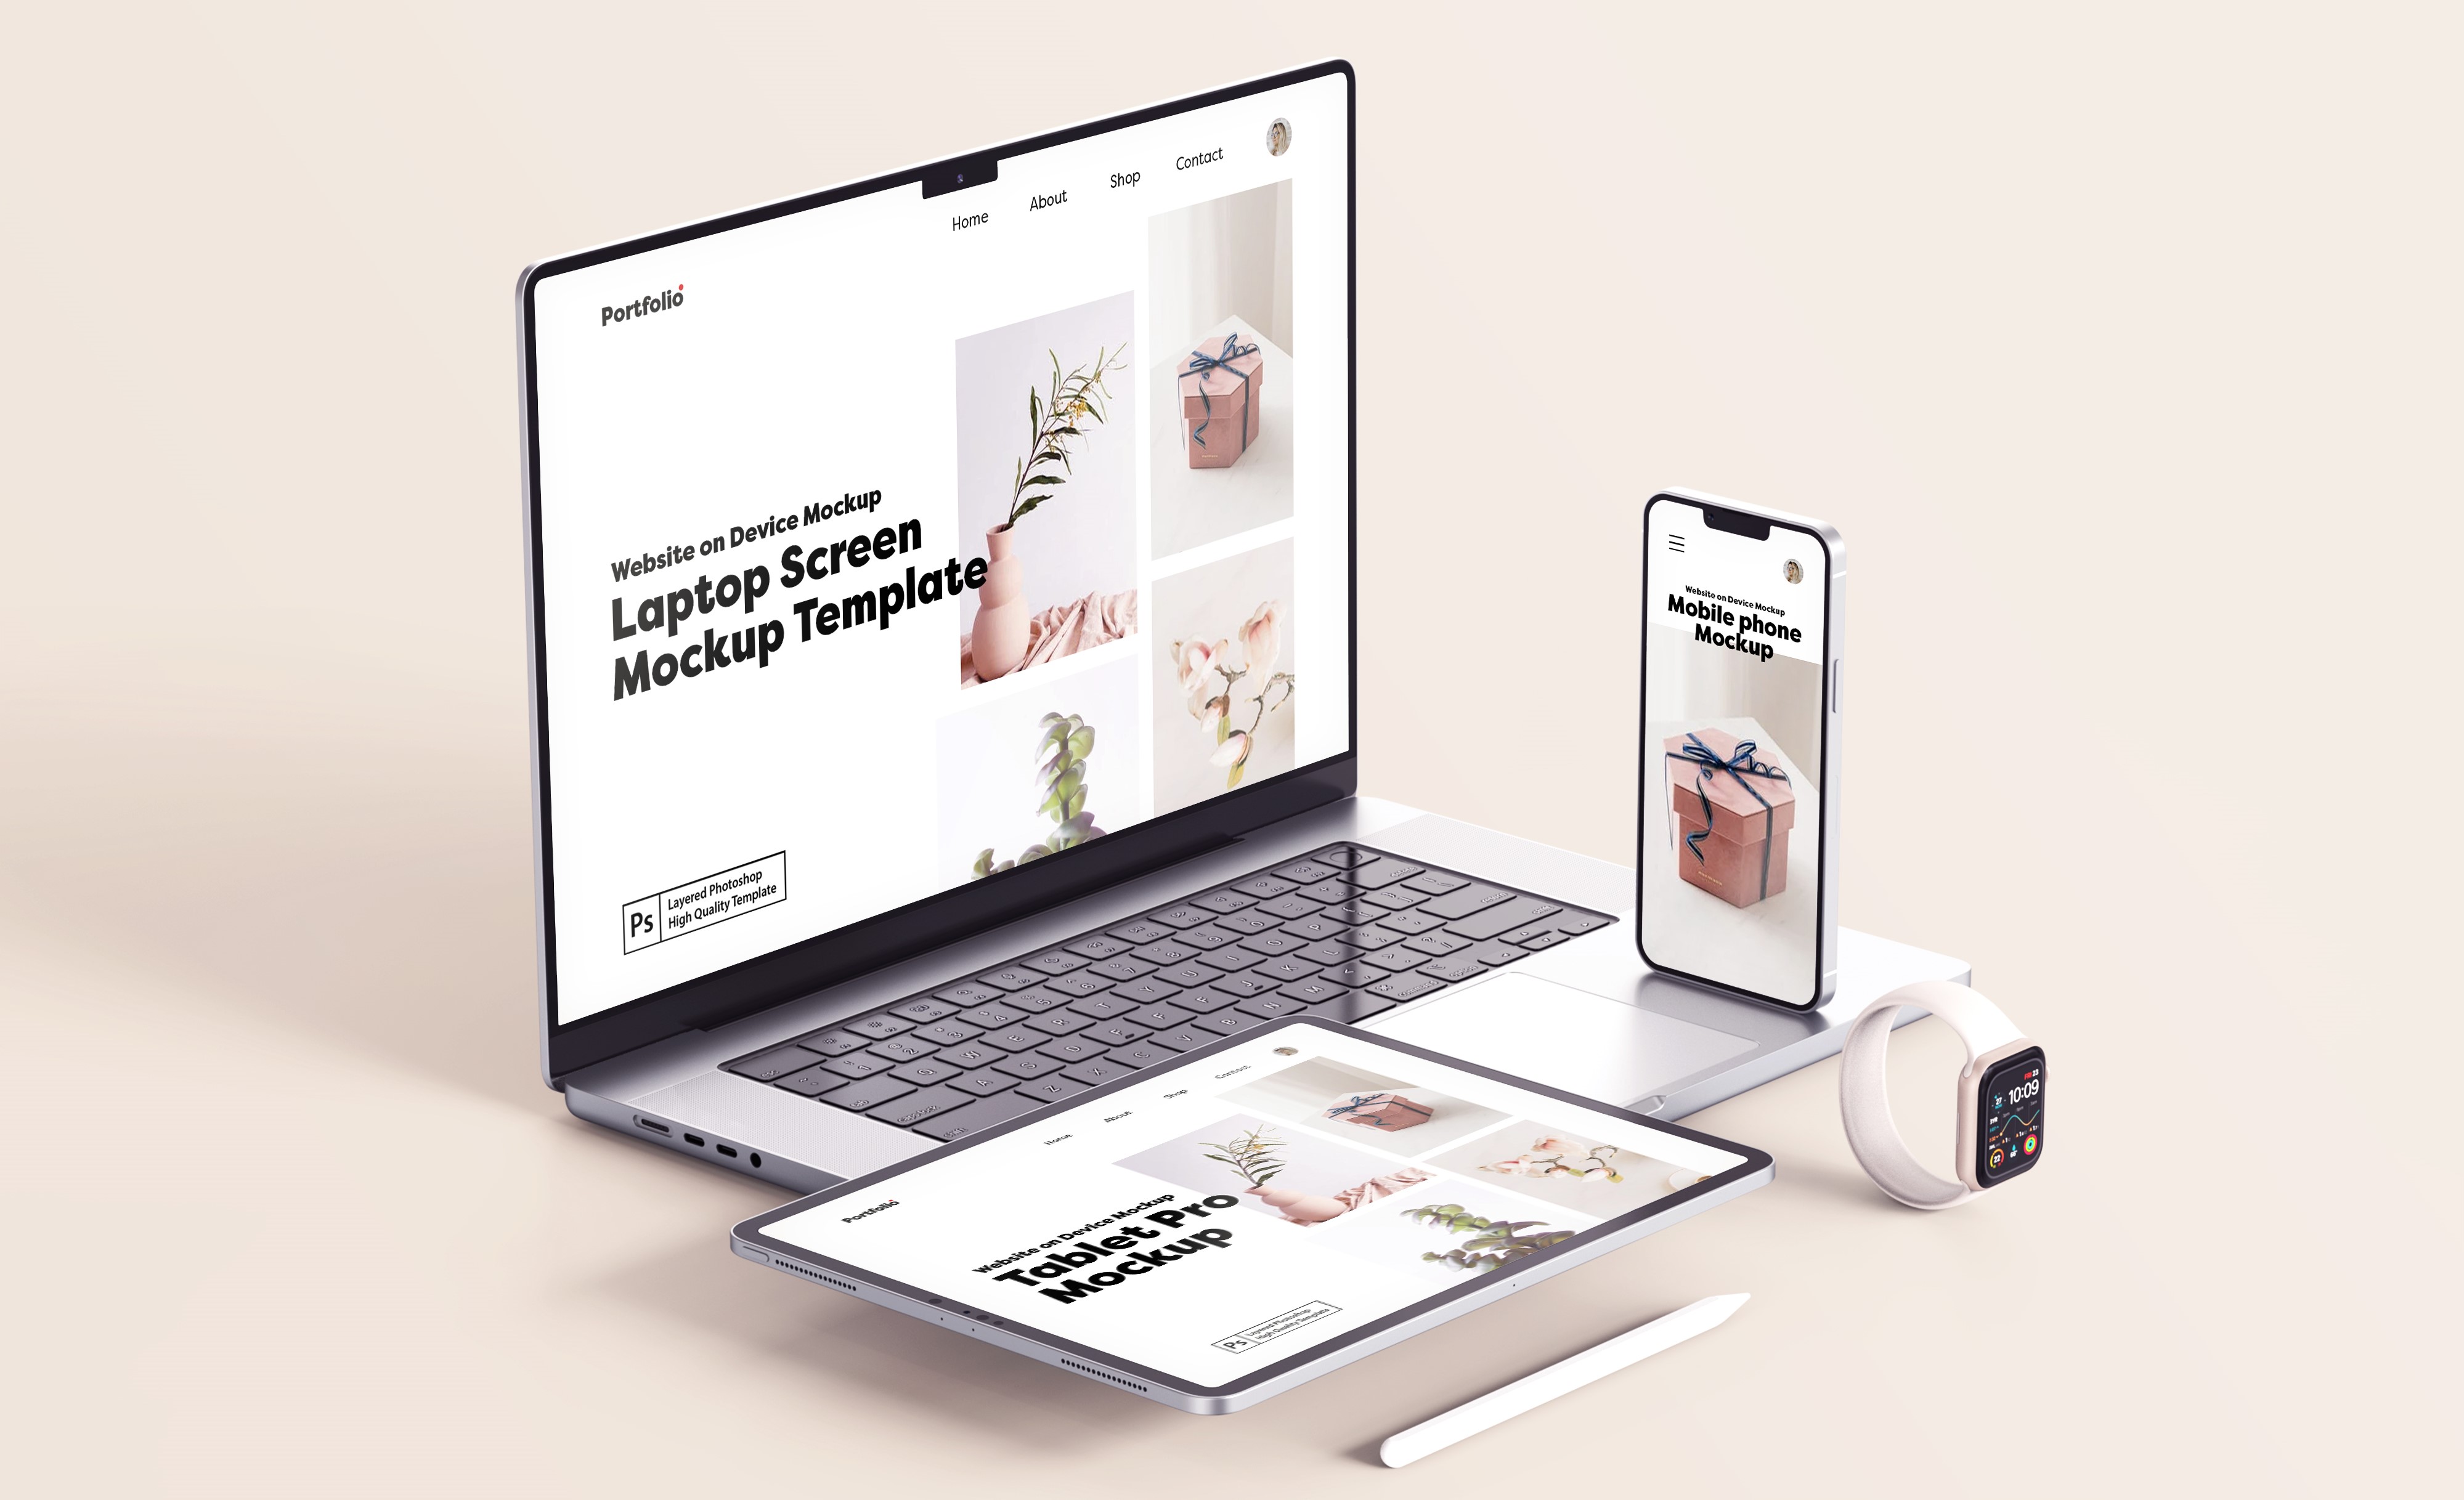 Home
About
Shop
Contact
Portfolio
Website on Device Mockup
Laptop Screen
Mockup Template
Ps
Layered Photoshop
High Quality Template
Website on Device Mockup
Mobile phone
Mockup
Home
About
Shop
Contact
Portfolio
Website on Device Mockup
Tablet Pro
Mockup
Ps
Layered Photoshop
High Quality Template
FRI 23
10:09